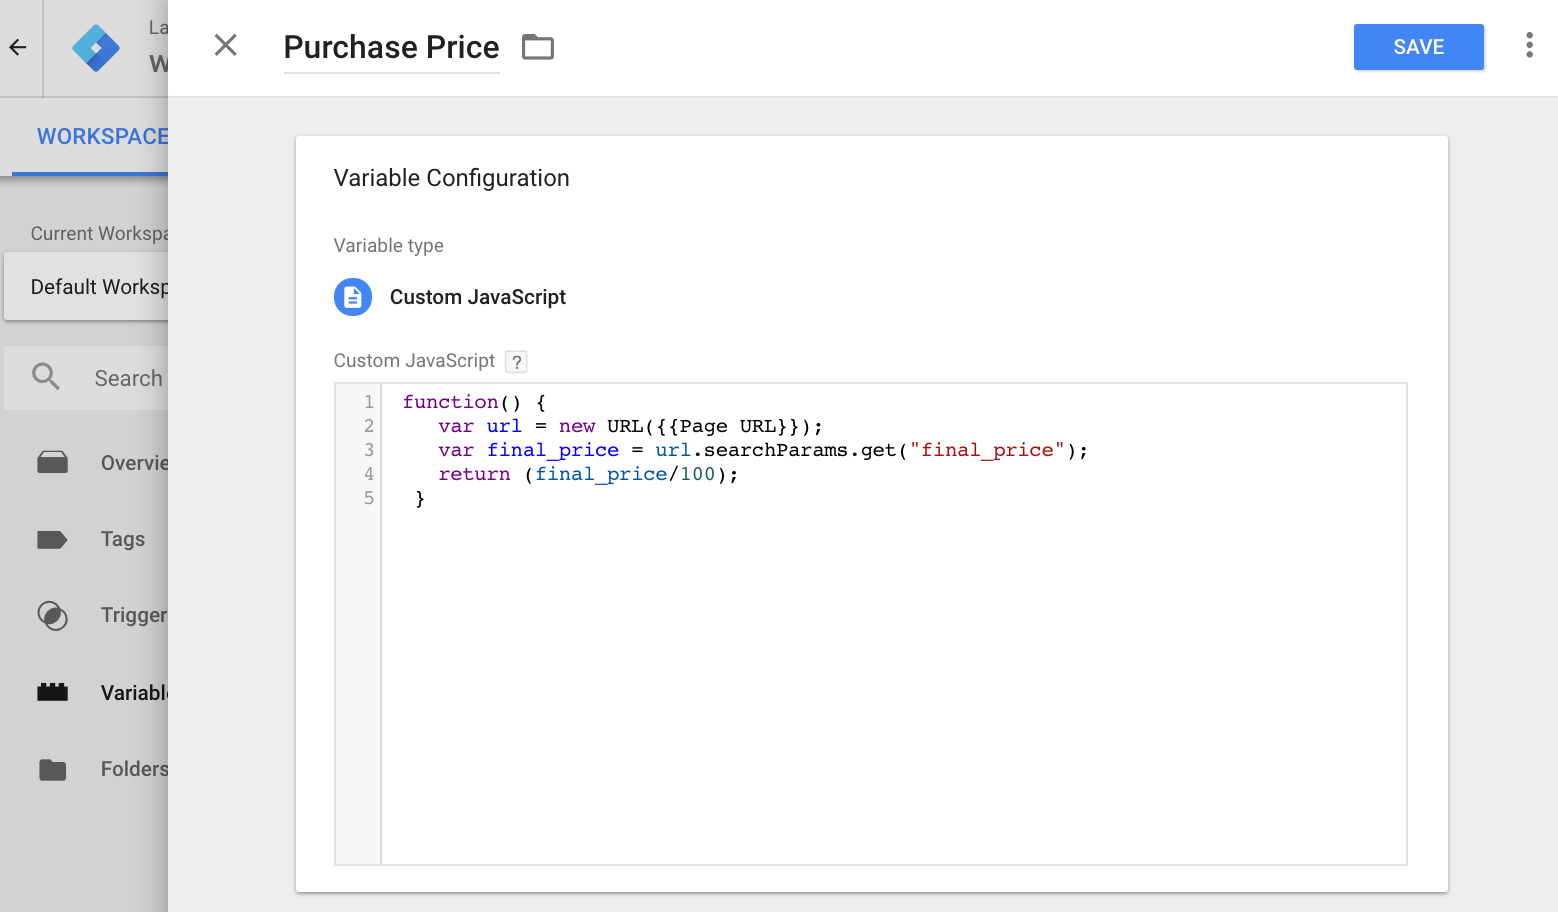 La
W
Purchase Price
SAVE
WORKSPACE
Current Workspa
Default Worksp
Search
Overvie
Tags
Trigger
Variable
Folders
Variable Configuration
Variable type
Custom JavaScript
Custom JavaScript ?
1 function() {
2 var url = new URL({{Page URL}});
3 var final_price = url.searchParams.get("final_price");
4 return (final_price/100);
5 }